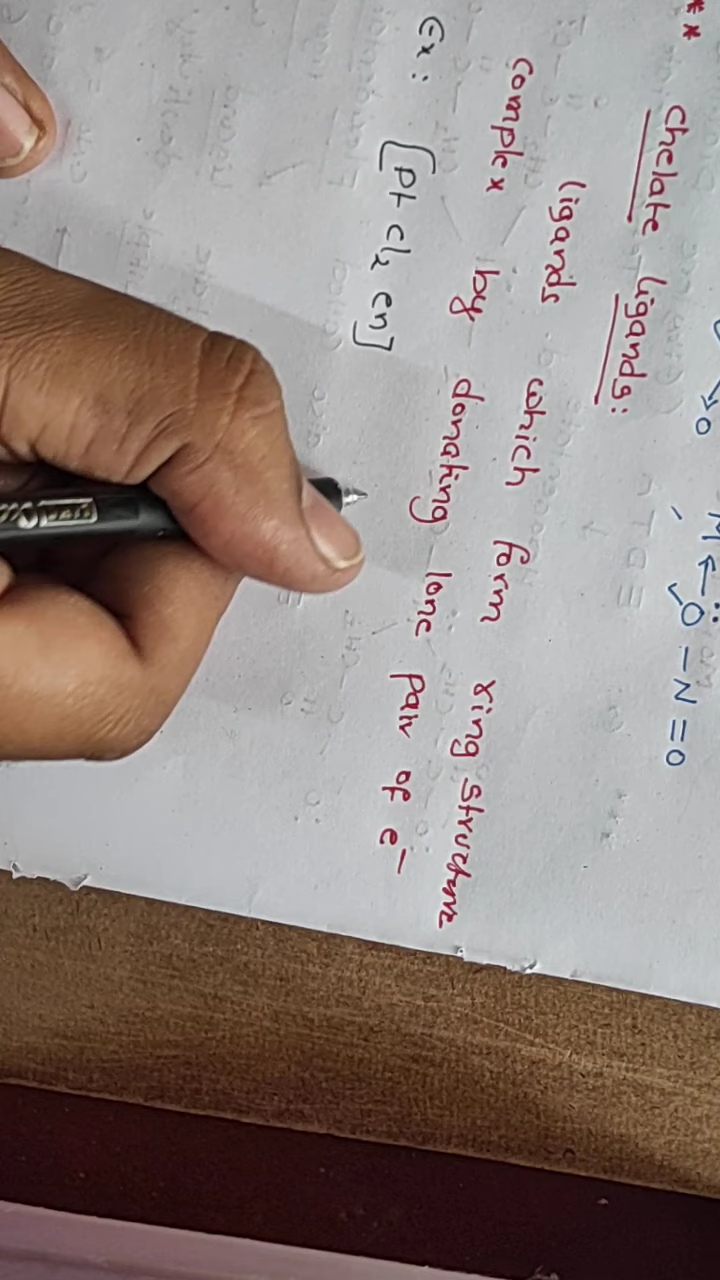 **
M ← Ö - N = O
Chelate ligands:
ligands which form ring structure
complex by donating lone pair of e⁻
Ex: [Pt Cl₂ en]